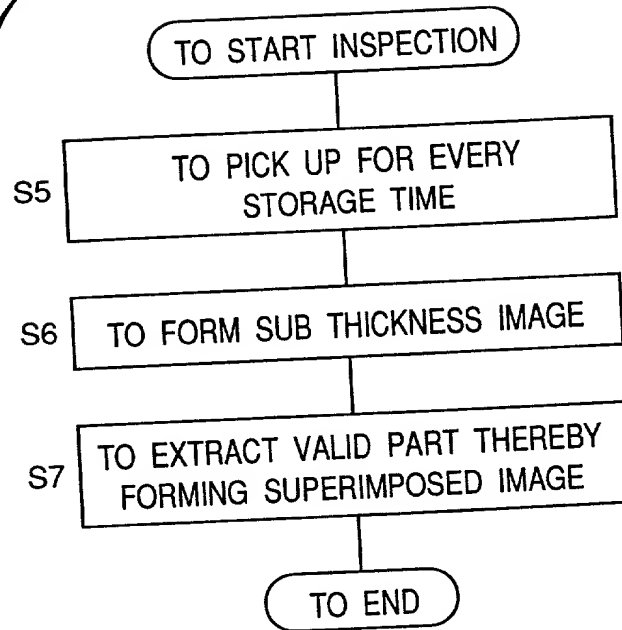 TO START INSPECTION
S5
TO PICK UP FOR EVERY
STORAGE TIME
S6
TO FORM SUB THICKNESS IMAGE
S7
TO EXTRACT VALID PART THEREBY
FORMING SUPERIMPOSED IMAGE
TO END